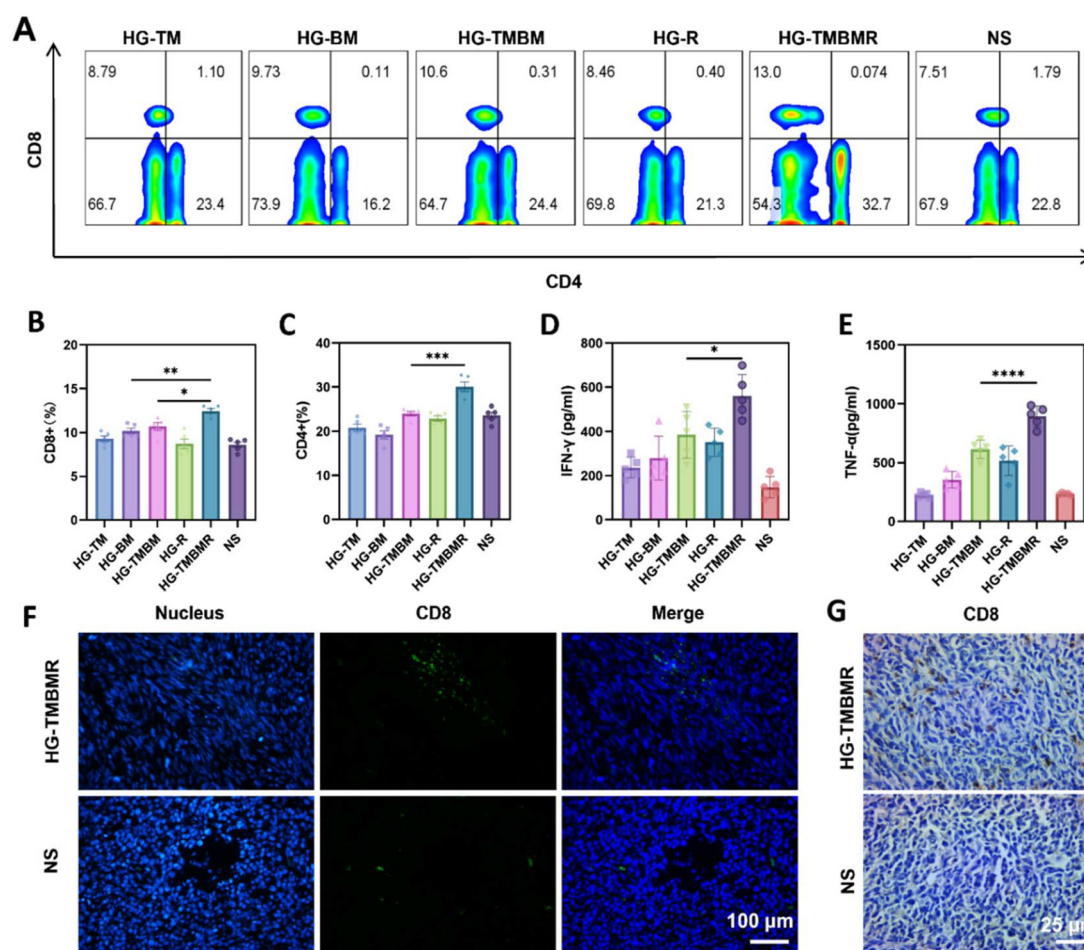 A
HG-TM HG-BM HG-TMBM HG-R HG-TMBMR NS
8.79 1.10 9.73 0.11 10.6 0.31 8.46 0.40 13.0 0.074 7.51 1.79
CD8
66.7 23.4 73.9 16.2 64.7 24.4 69.8 21.3 54.3 32.7 67.9 22.8
CD4
B
CD8+ (%)
20
15
10
5
0
**
*
HG-TM HG-BM HG-TMBM HG-R HG-TMBMR NS
C
CD4+(%)
40
30
20
10
0
***
HG-TM HG-BM HG-TMBM HG-R HG-TMBMR NS
D
IFN-γ (pg/ml)
800
600
400
200
0
*
HG-TM HG-BM HG-TMBM HG-R HG-TMBMR NS
E
TNF-α(pg/ml)
1500
1000
500
0
****
HG-TM HG-BM HG-TMBM HG-R HG-TMBMR NS
F
Nucleus CD8 Merge
HG-TMBMR
NS
100 μm
G
CD8
HG-TMBMR
NS
25 μ